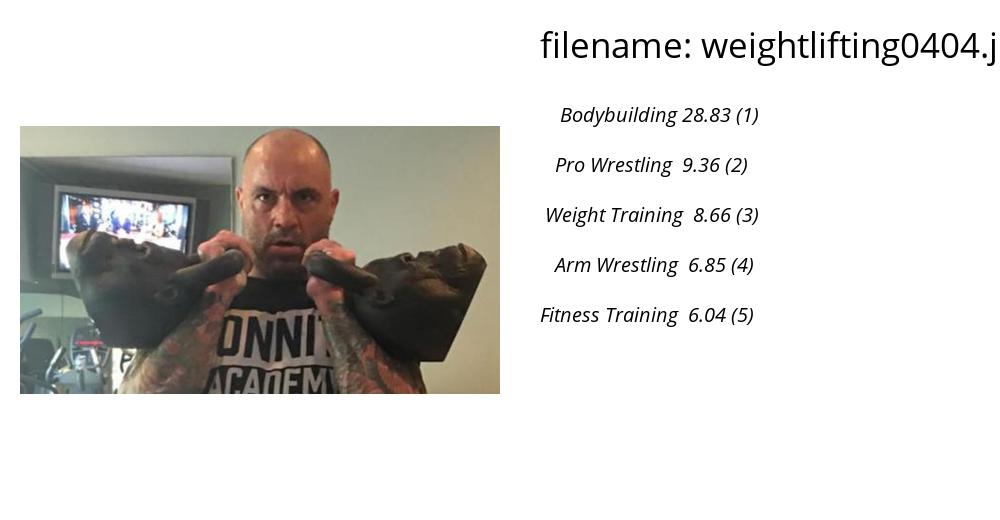 filename: weightlifting0404.j
Bodybuilding 28.83 (1)
Pro Wrestling 9.36 (2)
Weight Training 8.66 (3)
Arm Wrestling 6.85 (4)
Fitness Training 6.04 (5)
ONNIT
ACADEM